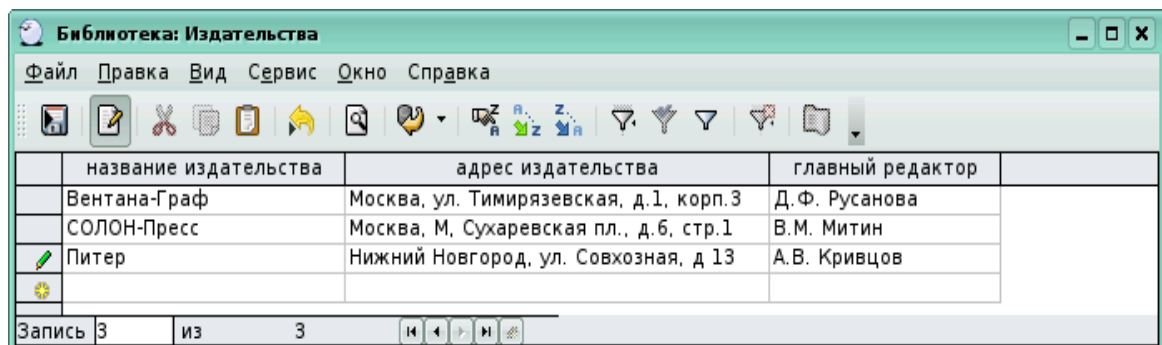 Библиотека: Издательства
Файл Правка Вид Сервис Окно Справка
название издательства адрес издательства главный редактор
Вентана-Граф Москва, ул. Тимирязевская, д.1, корп.3 Д.Ф. Русанова
СОЛОН-Пресс Москва, М, Сухаревская пл., д.6, стр.1 В.М. Митин
Питер Нижний Новгород, ул. Совхозная, д 13 А.В. Кривцов
Запись 3 из 3